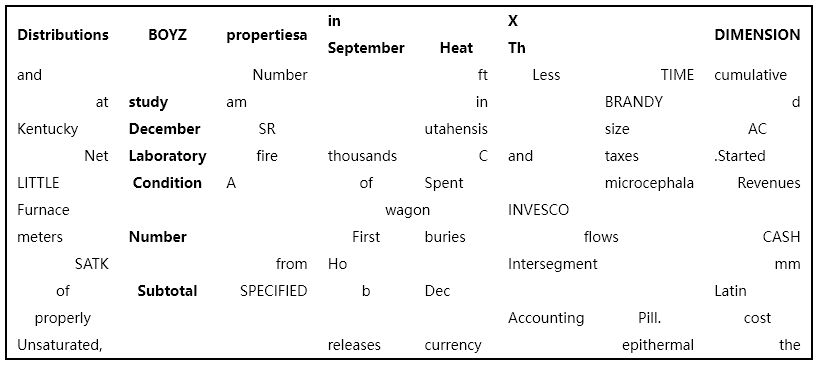 in X
Distributions BOYZ propertiesa DIMENSION
September Heat Th
and Number ft Less TIME cumulative
at study am in BRANDY d
Kentucky December SR utahensis size AC
Net Laboratory fire thousands C and taxes .Started
LITTLE Condition A of Spent microcephala Revenues
Furnace wagon INVESCO
meters Number First buries flows CASH
SATK from Ho Intersegment mm
of Subtotal SPECIFIED b Dec Latin
properly Accounting Pill. cost
Unsaturated, releases currency epithermal the